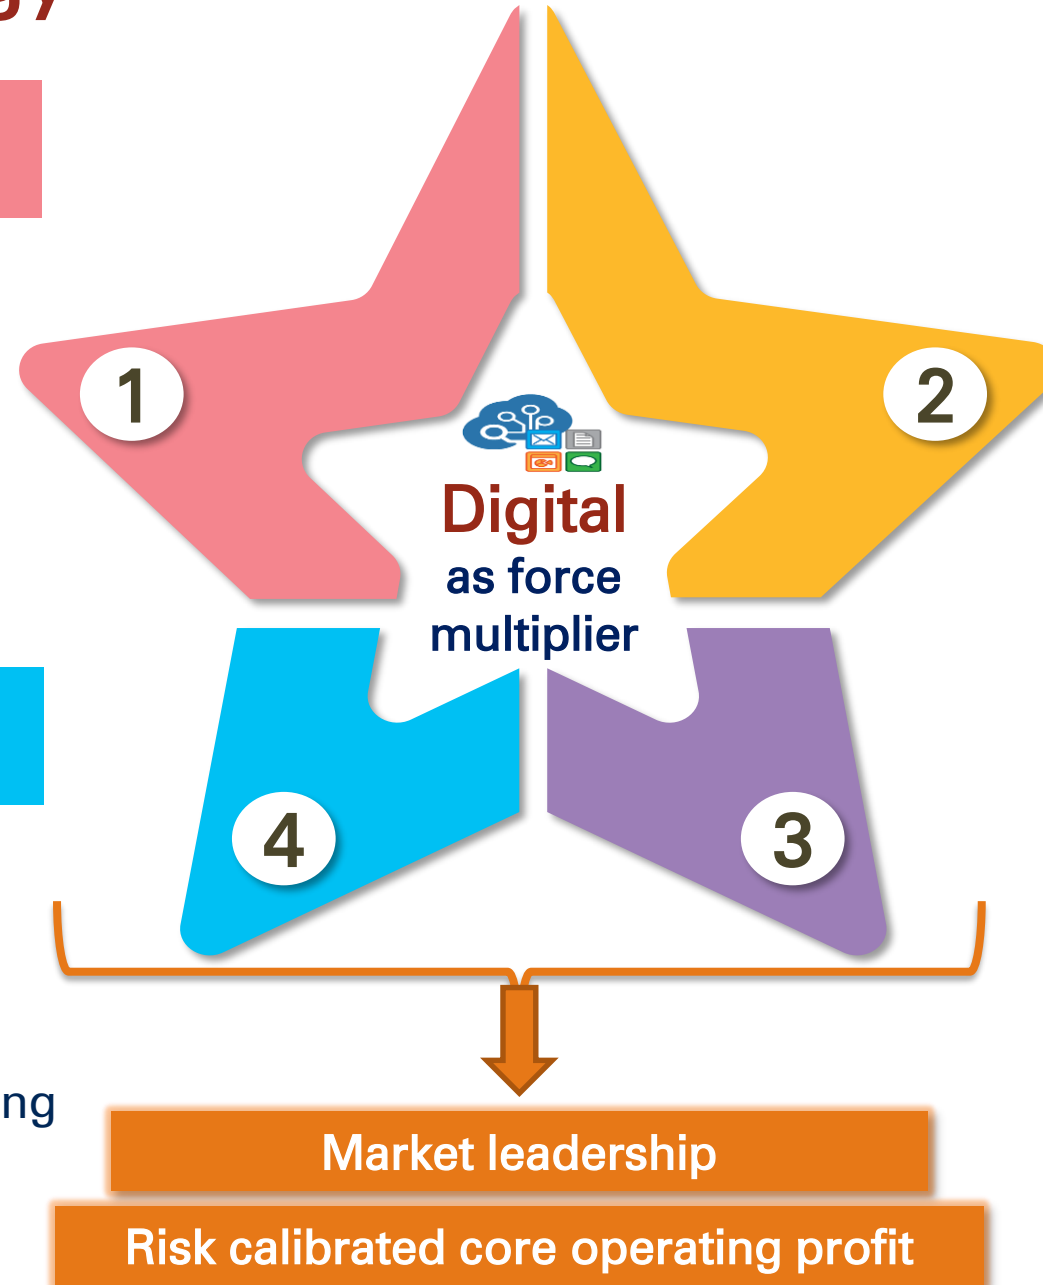 1
2
Digital
as force
multiplier
4
3
ng
Market leadership
Risk calibrated core operating profit